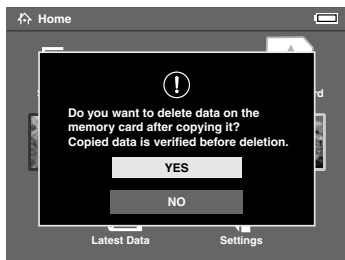 Home
Do you want to delete data on the
memory card after copying it?
Copied data is verified before deletion.
YES
NO
Latest Data
Settings